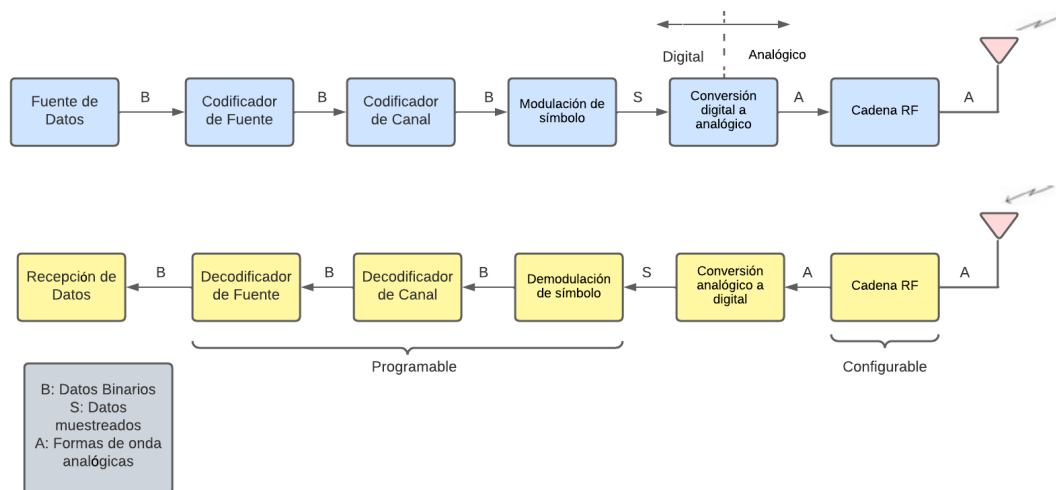 Digital
Analógico
Fuente de
Datos
B
Codificador
de Fuente
B
Codificador
de Canal
B
Modulación de
símbolo
S
Conversión
digital a
analógico
A
Cadena RF
A
Recepción de
Datos
B
Decodificador
de Fuente
B
Decodificador
de Canal
B
Demodulación
de símbolo
S
Conversión
analógico a
digital
A
Cadena RF
A
Programable
Configurable
B: Datos Binarios
S: Datos
muestreados
A: Formas de onda
analógicas